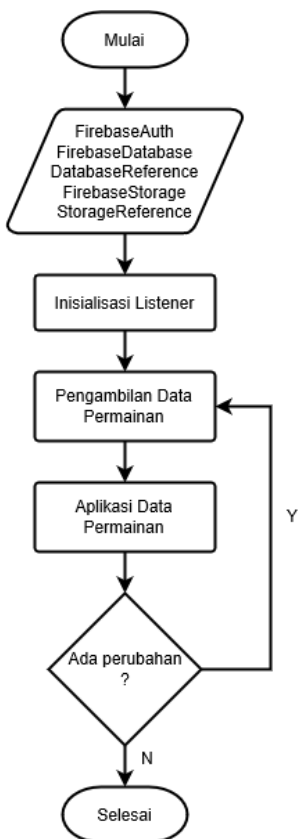 Mulai
FirebaseAuth
FirebaseDatabase
DatabaseReference
FirebaseStorage
StorageReference
Inisialisasi Listener
Pengambilan Data
Permainan
Aplikasi Data
Permainan
Y
Ada perubahan
?
N
Selesai